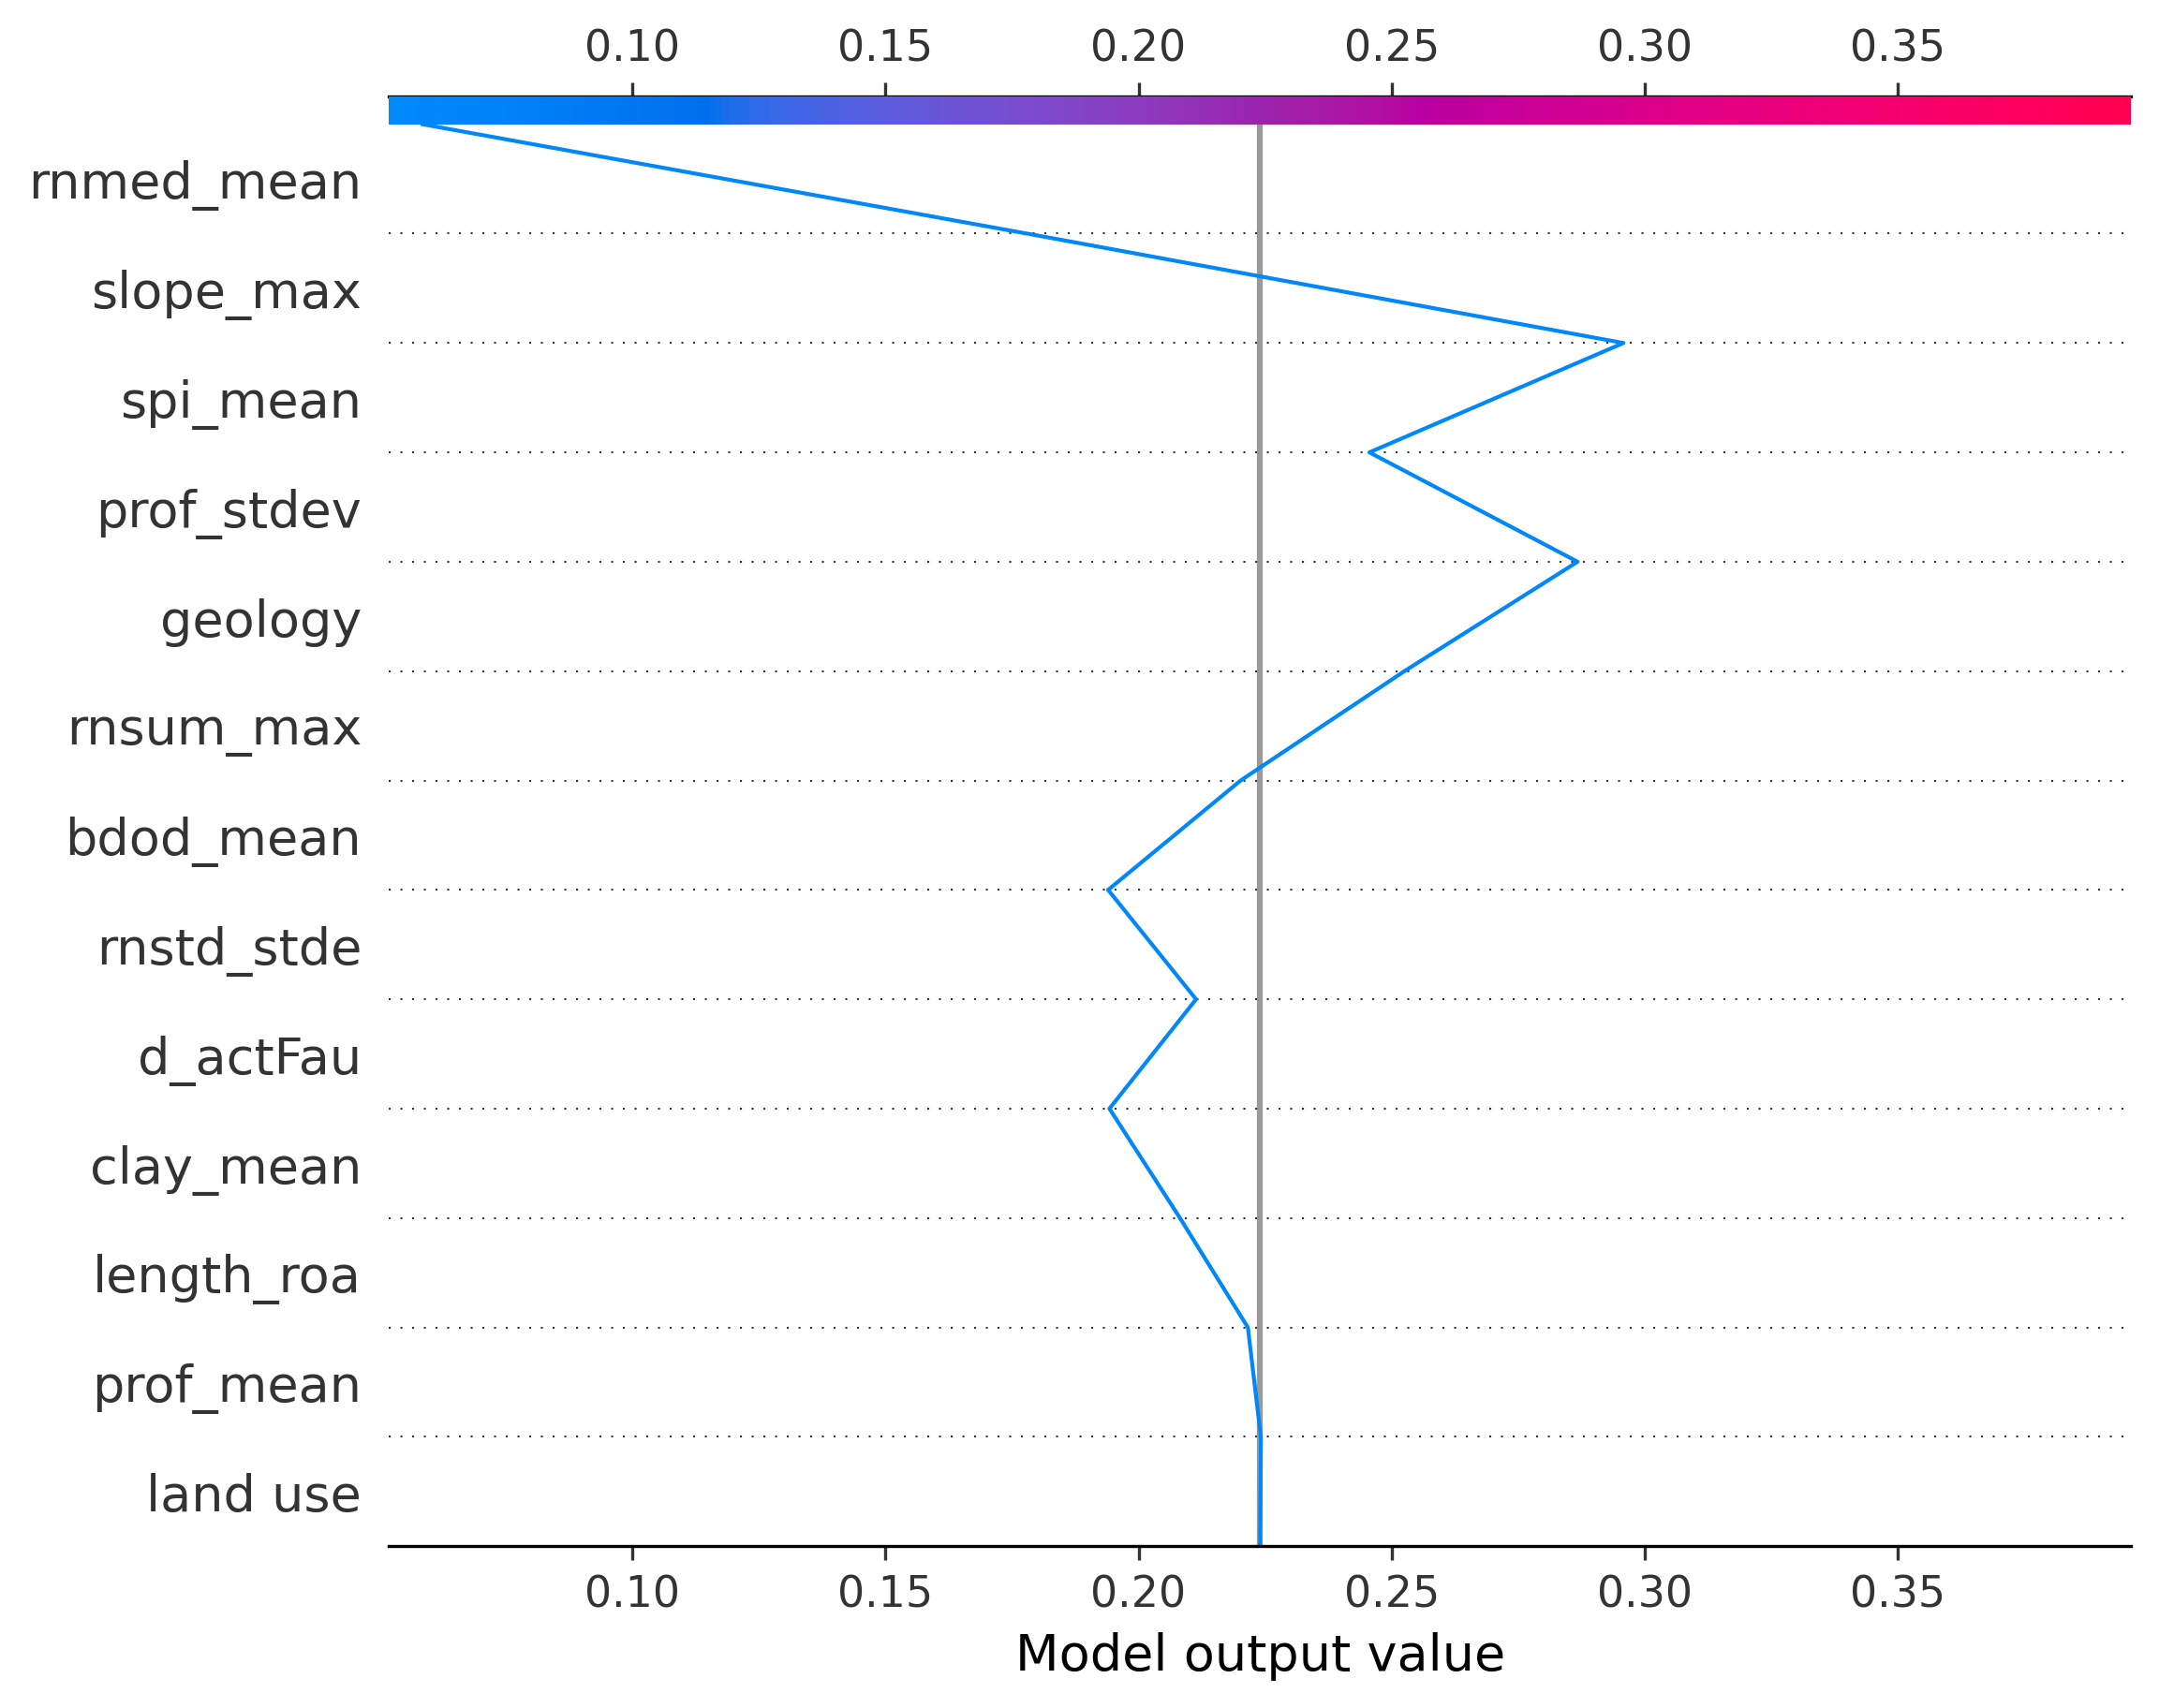 0.10 0.15 0.20 0.25 0.30 0.35
rnmed_mean
slope_max
spi_mean
prof_stdev
geology
rnsum_max
bdod_mean
rnstd_stde
d_actFau
clay_mean
length_roa
prof_mean
land use
0.10 0.15 0.20 0.25 0.30 0.35
Model output value